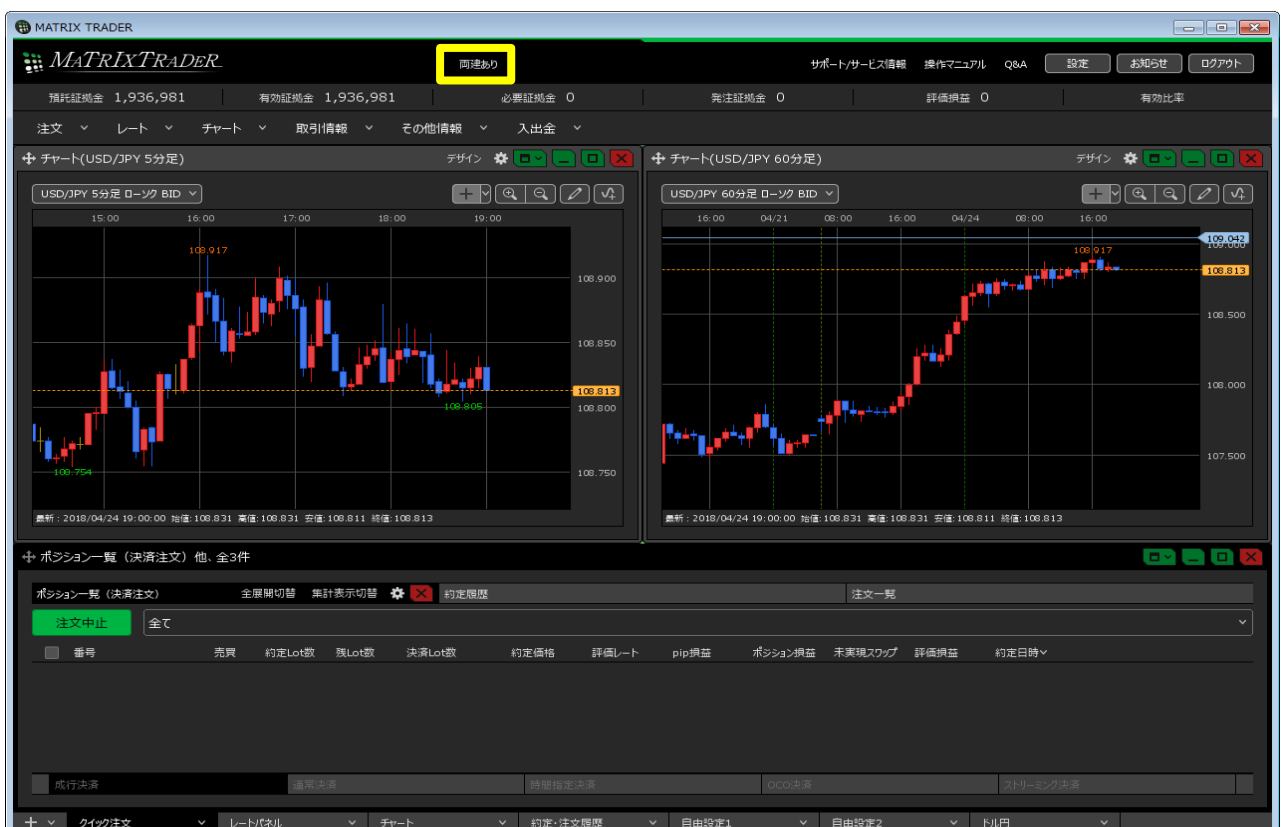 MATRIX TRADER
MATRIXTRADER 両建あり サポート/サービス情報 操作マニュアル Q&A 設定 お知らせ ログアウト
預託証拠金 1,936,981 有効証拠金 1,936,981 必要証拠金 0 発注証拠金 0 評価損益 0 有効比率
注文 レート チャート 取引情報 その他情報 入出金
チャート(USD/JPY 5分足) デザイン
USD/JPY 5分足 ローソク BID
15:00 16:00 17:00 18:00 19:00
108.917
108.900
108.850
108.813
108.805
108.800
108.754
108.750
最新 : 2018/04/24 19:00:00 始値: 108.831 高値: 108.831 安値: 108.811 終値: 108.813
チャート(USD/JPY 60分足) デザイン
USD/JPY 60分足 ローソク BID
16:00 04/21 08:00 16:00 04/24 08:00 16:00
109.042
109.000
108.917
108.813
108.500
108.000
107.500
最新 : 2018/04/24 19:00:00 始値: 108.831 高値: 108.831 安値: 108.811 終値: 108.813
ポジション一覧（決済注文）他、全3件
ポジション一覧（決済注文） 全展開切替 集計表示切替 約定履歴 注文一覧
注文中止 全て
番号 売買 約定Lot数 残Lot数 決済Lot数 約定価格 評価レート pip損益 ポジション損益 未実現スワップ 評価損益 約定日時
成行決済 通常決済 時間指定決済 OCO決済 ストリーミング決済
クイック注文 レートパネル チャート 約定・注文履歴 自由設定1 自由設定2 ドル円